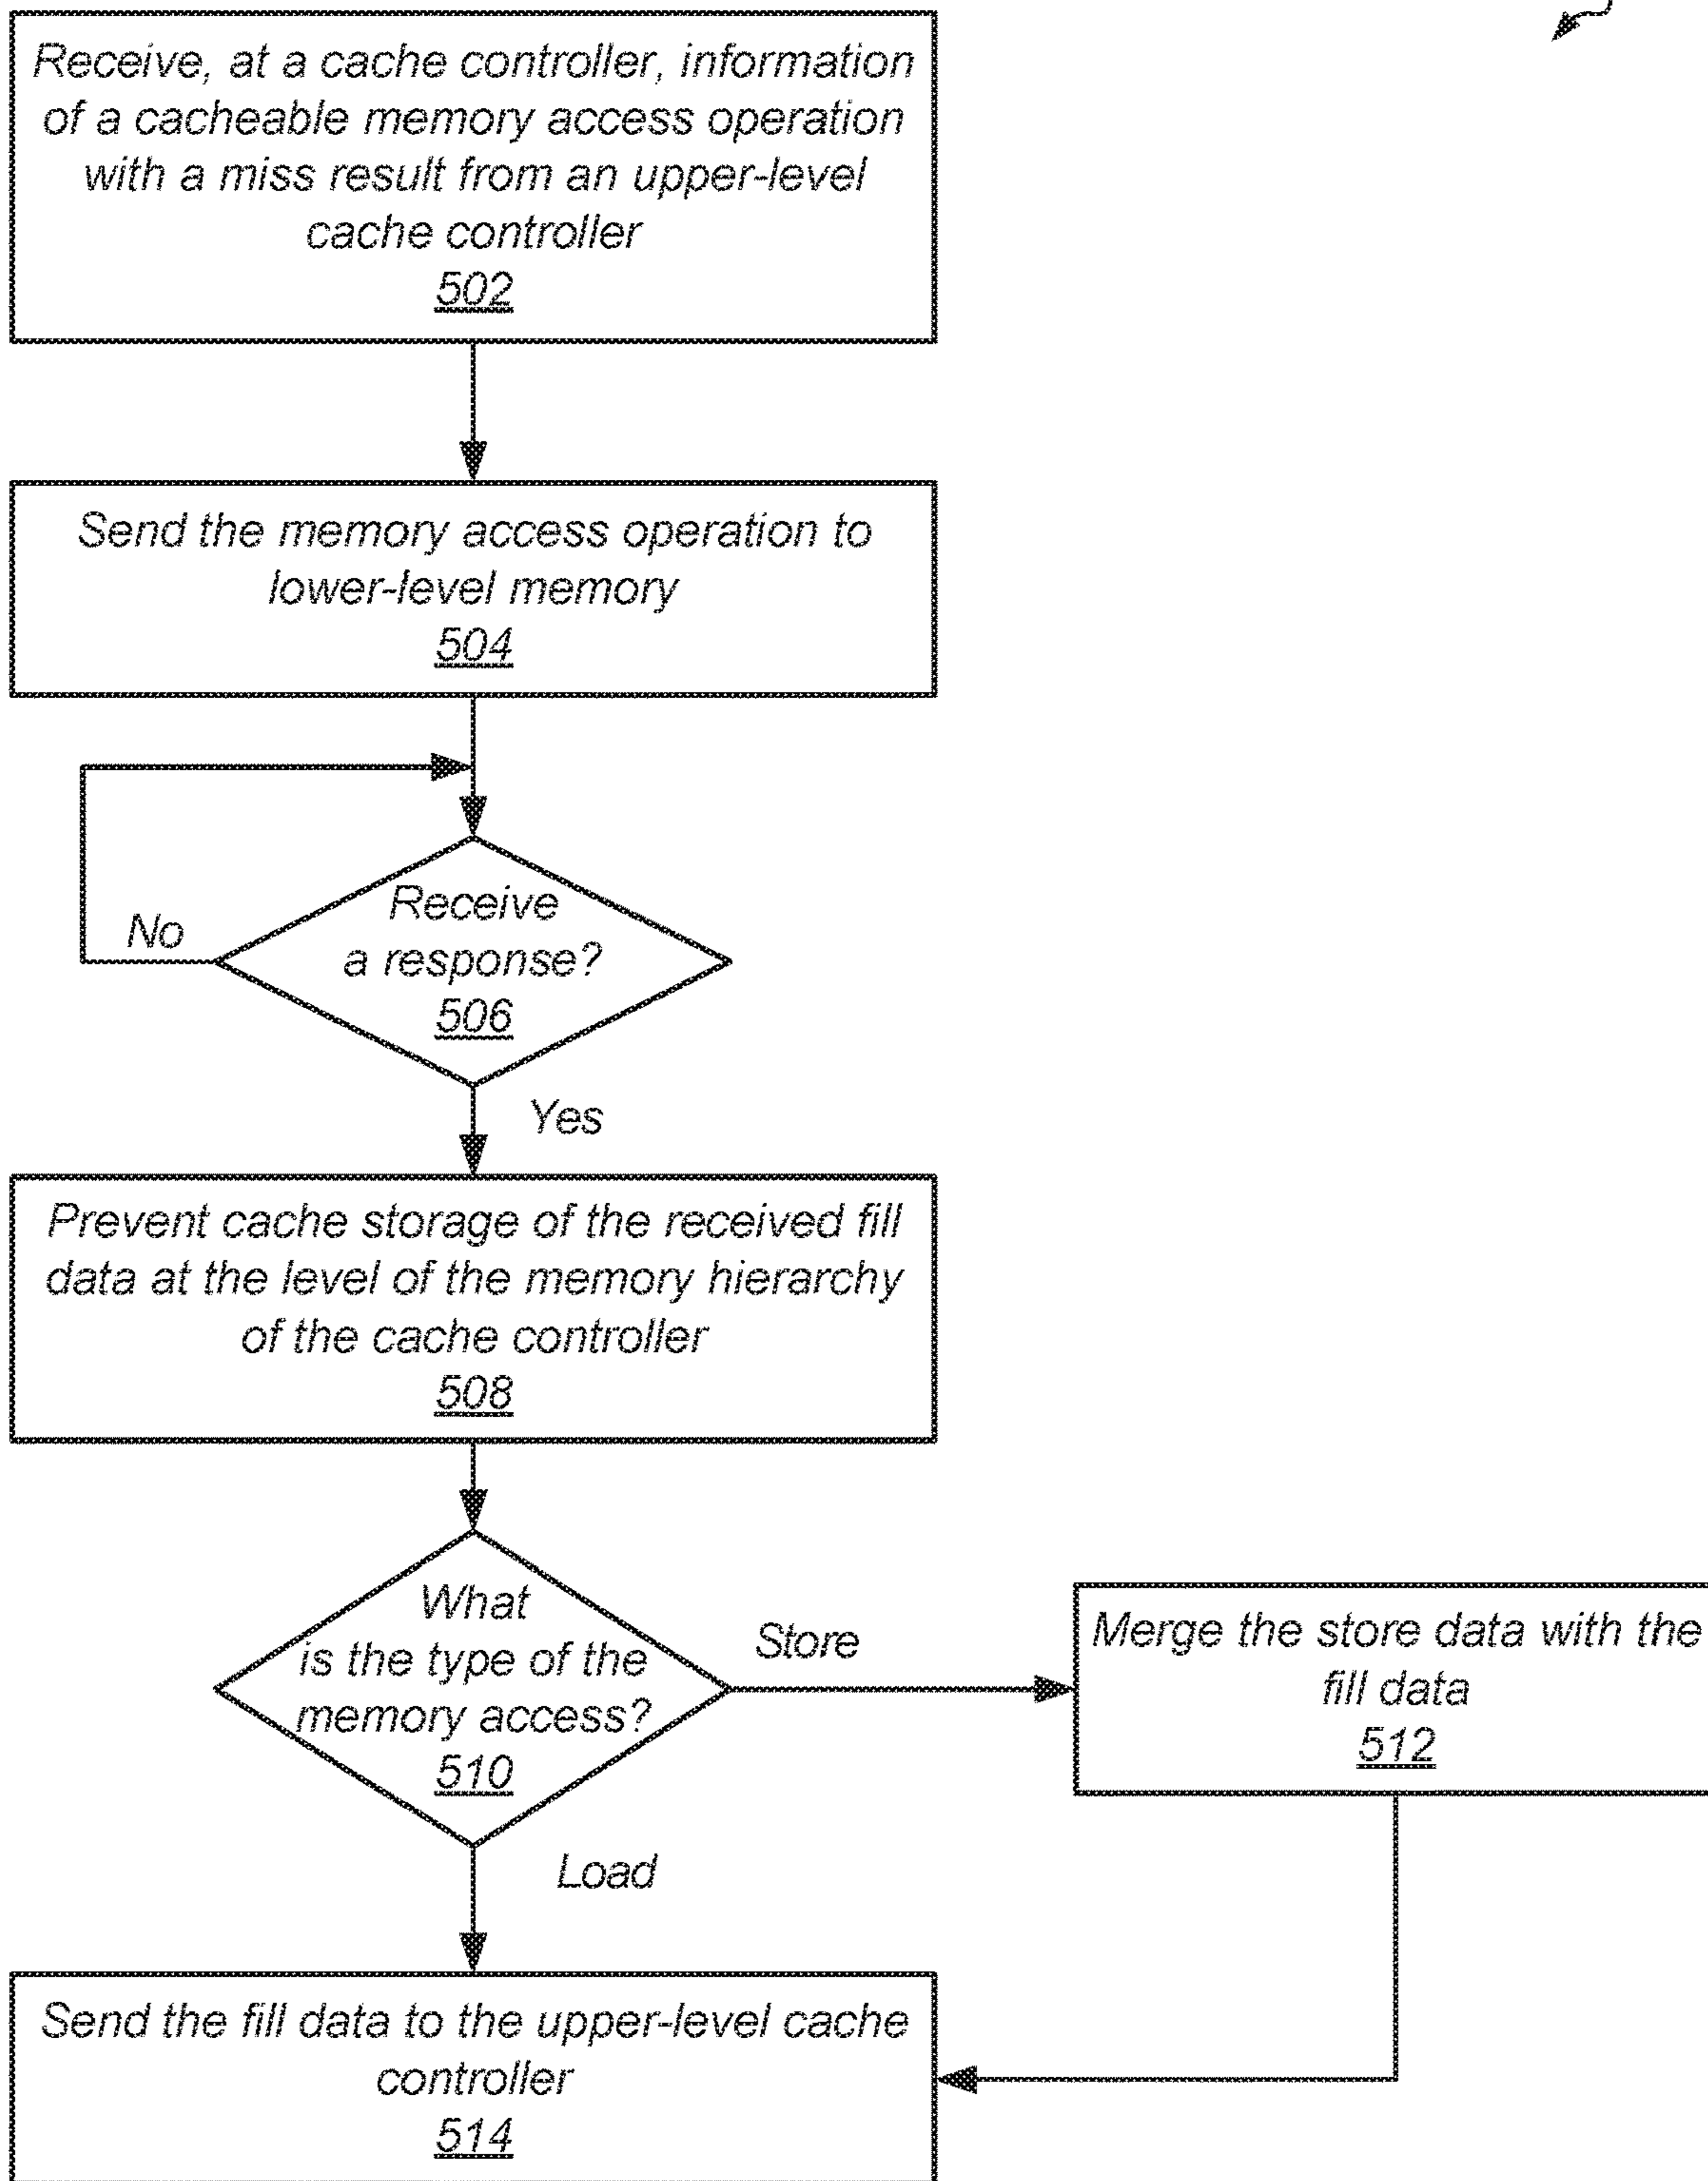 Receive, at a cache controller, information
of a cacheable memory access operation
with a miss result from an upper-level
cache controller
502
Send the memory access operation to
lower-level memory
504
Receive
a response?
506
No
Yes
Prevent cache storage of the received fill
data at the level of the memory hierarchy
of the cache controller
508
What
is the type of the
memory access?
510
Store
Merge the store data with the
fill data
512
Load
Send the fill data to the upper-level cache
controller
514